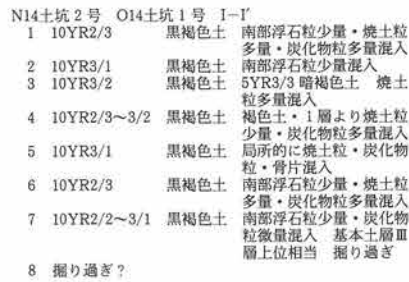 N14土坑2号　O14土坑1号　I－I′
1　10YR2/3　黒褐色土　南部浮石粒少量・焼土粒
多量・炭化物粒多量混入
2　10YR3/1　黒褐色土　南部浮石粒少量混入
3　10YR3/2　黒褐色土　5YR3/3 暗褐色土　焼土
粒多量混入
4　10YR2/3～3/2　黒褐色土　褐色土・1層より焼土粒
少量・炭化物粒多量混入
5　10YR3/1　黒褐色土　局所的に焼土粒・炭化物
粒・骨片混入
6　10YR2/3　黒褐色土　南部浮石粒少量・焼土粒
多量・炭化物粒多量混入
7　10YR2/2～3/1　黒褐色土　南部浮石粒少量・炭化物
粒微量混入　基本土層Ⅲ
層上位相当　掘り過ぎ
8　掘り過ぎ？